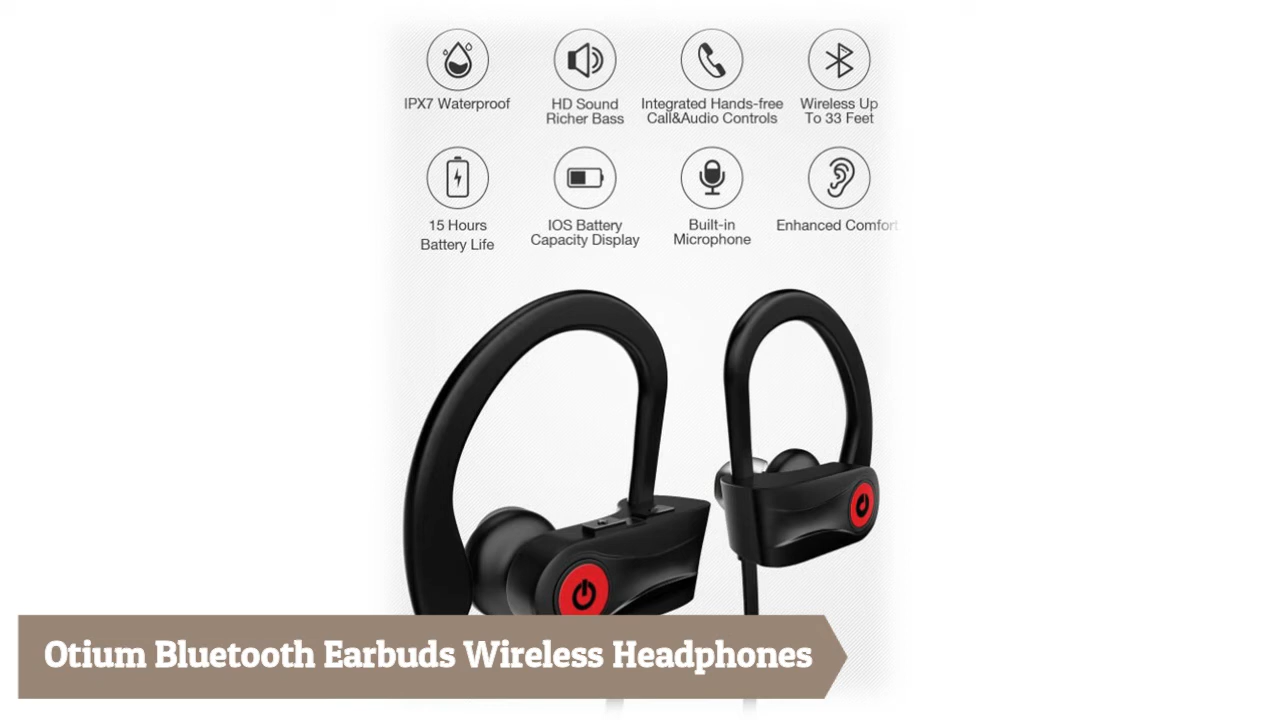 IPX7 Waterproof
HD Sound
Richer Bass
Integrated Hands-free
Call&Audio Controls
Wireless Up
To 33 Feet
15 Hours
Battery Life
IOS Battery
Capacity Display
Built-in
Microphone
Enhanced Comfort
Otium Bluetooth Earbuds Wireless Headphones